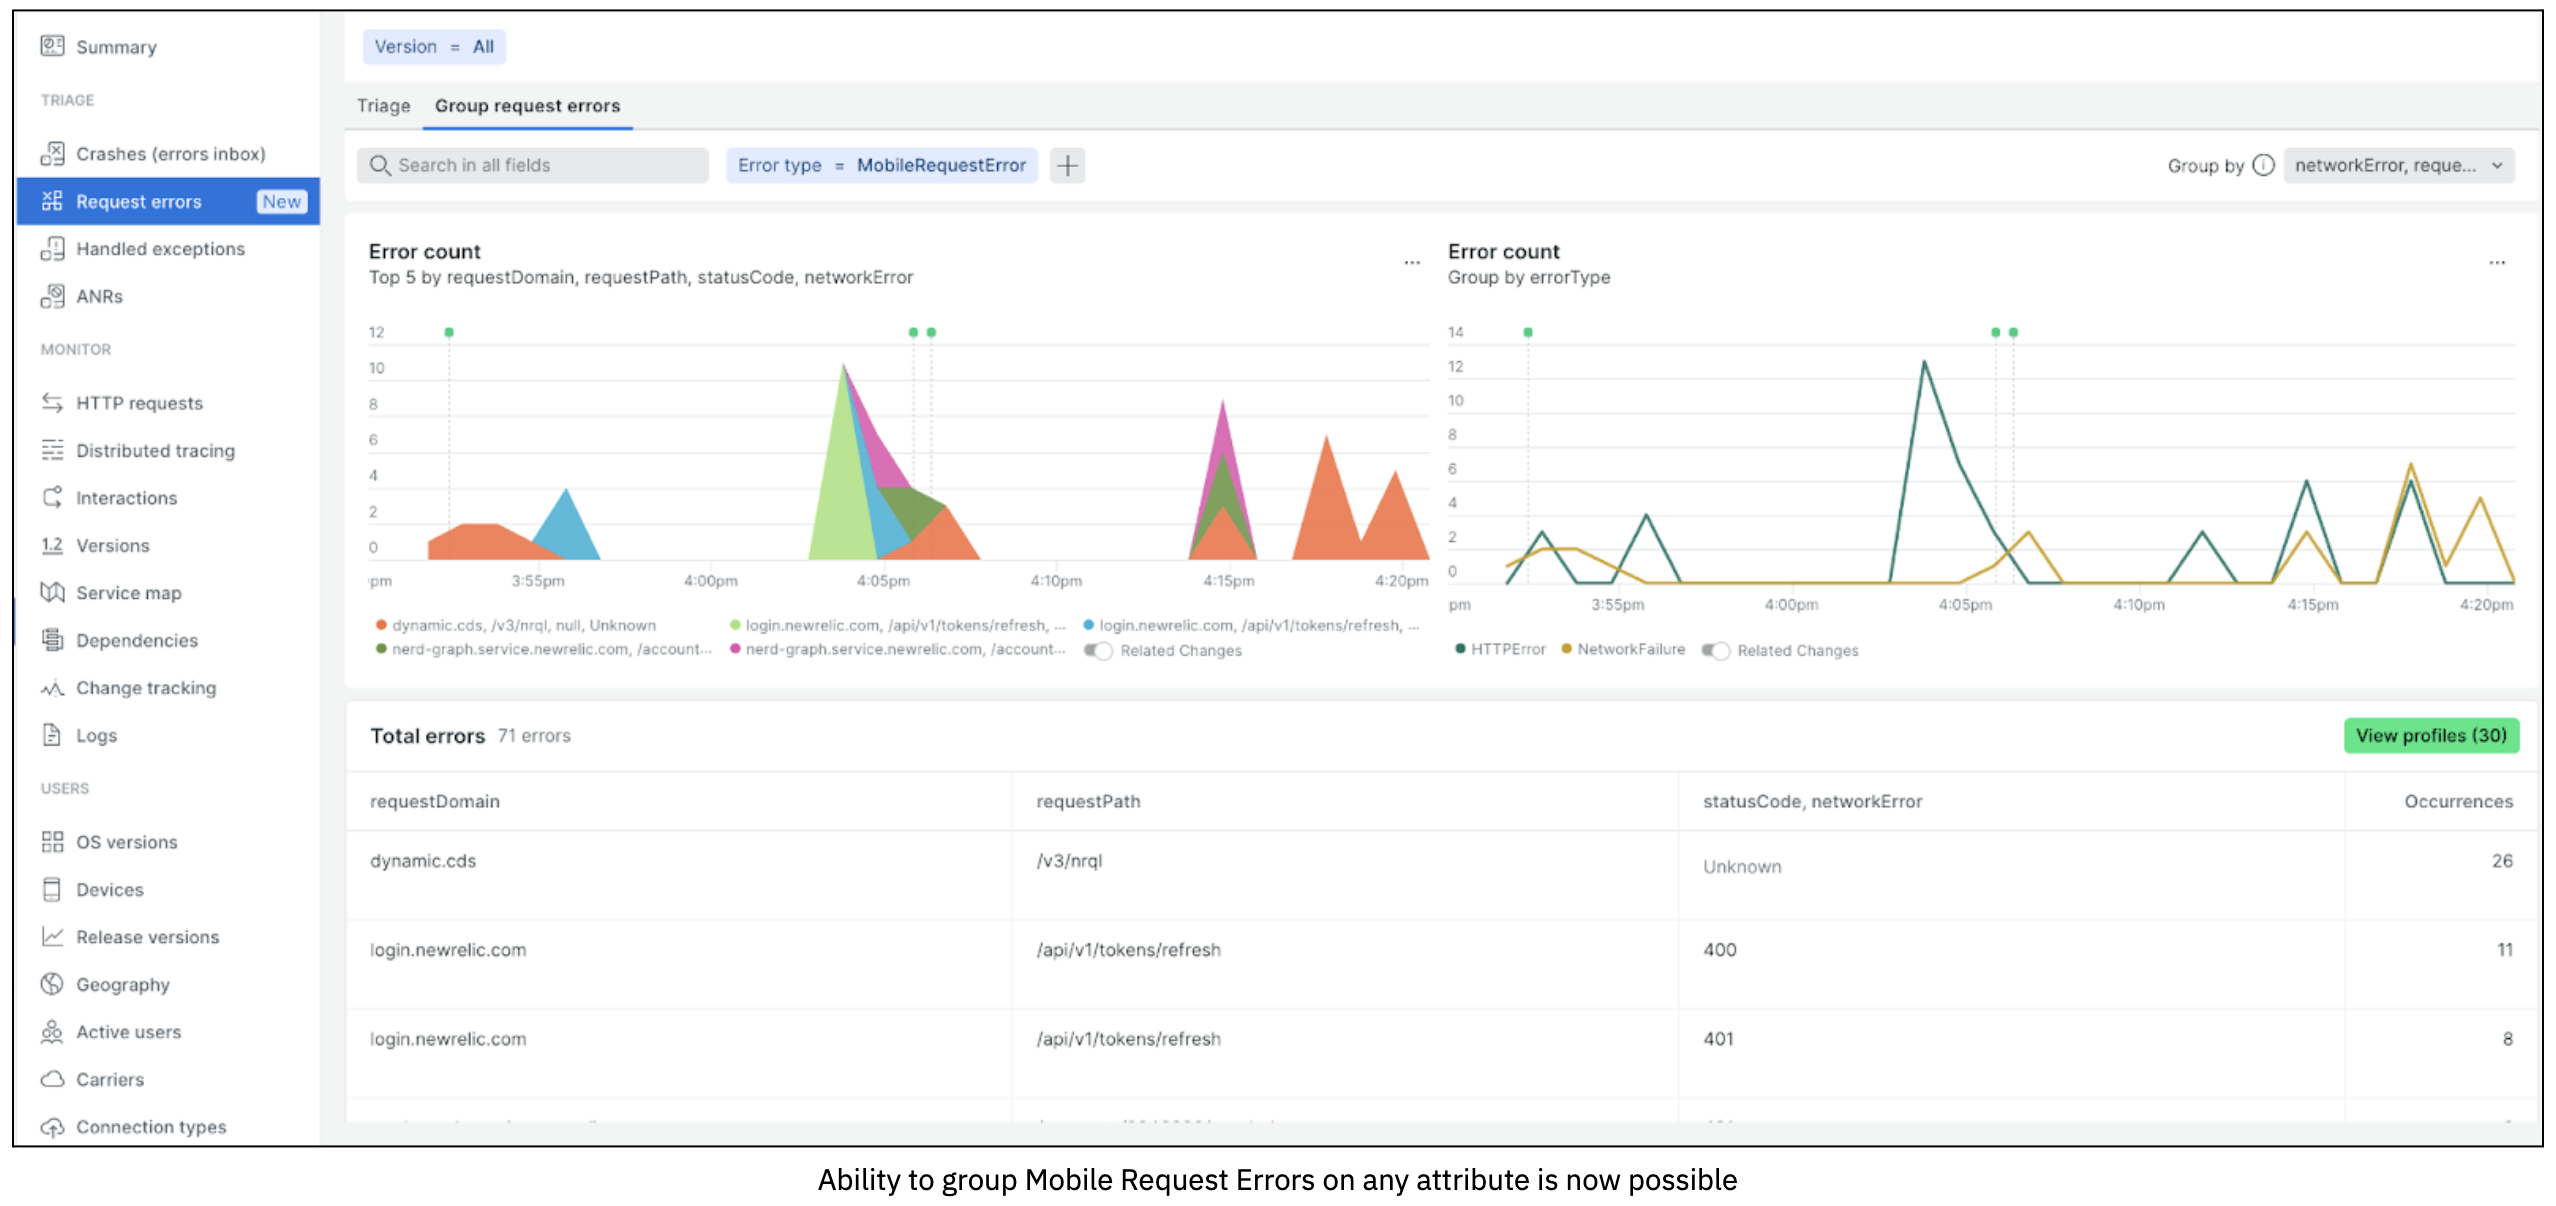 Summary
TRIAGE
Crashes (errors inbox)
Request errors New
Handled exceptions
ANRs
MONITOR
HTTP requests
Distributed tracing
Interactions
1.2 Versions
Service map
Dependencies
Change tracking
Logs
USERS
OS versions
Devices
Release versions
Geography
Active users
Carriers
Connection types
Version = All
Triage Group request errors
Search in all fields Error type = MobileRequestError + Group by networkError, reque...
Error count ...
Top 5 by requestDomain, requestPath, statusCode, networkError
12
10
8
6
4
2
0
pm 3:55pm 4:00pm 4:05pm 4:10pm 4:15pm 4:20pm
dynamic.cds, /v3/nrql, null, Unknown login.newrelic.com, /api/v1/tokens/refresh, ... login.newrelic.com, /api/v1/tokens/refresh, ...
nerd-graph.service.newrelic.com, /account... nerd-graph.service.newrelic.com, /account... Related Changes
Error count ...
Group by errorType
14
12
10
8
6
4
2
0
pm 3:55pm 4:00pm 4:05pm 4:10pm 4:15pm 4:20pm
HTTPError NetworkFailure Related Changes
Total errors 71 errors View profiles (30)
requestDomain requestPath statusCode, networkError Occurrences
dynamic.cds /v3/nrql Unknown 26
login.newrelic.com /api/v1/tokens/refresh 400 11
login.newrelic.com /api/v1/tokens/refresh 401 8
Ability to group Mobile Request Errors on any attribute is now possible